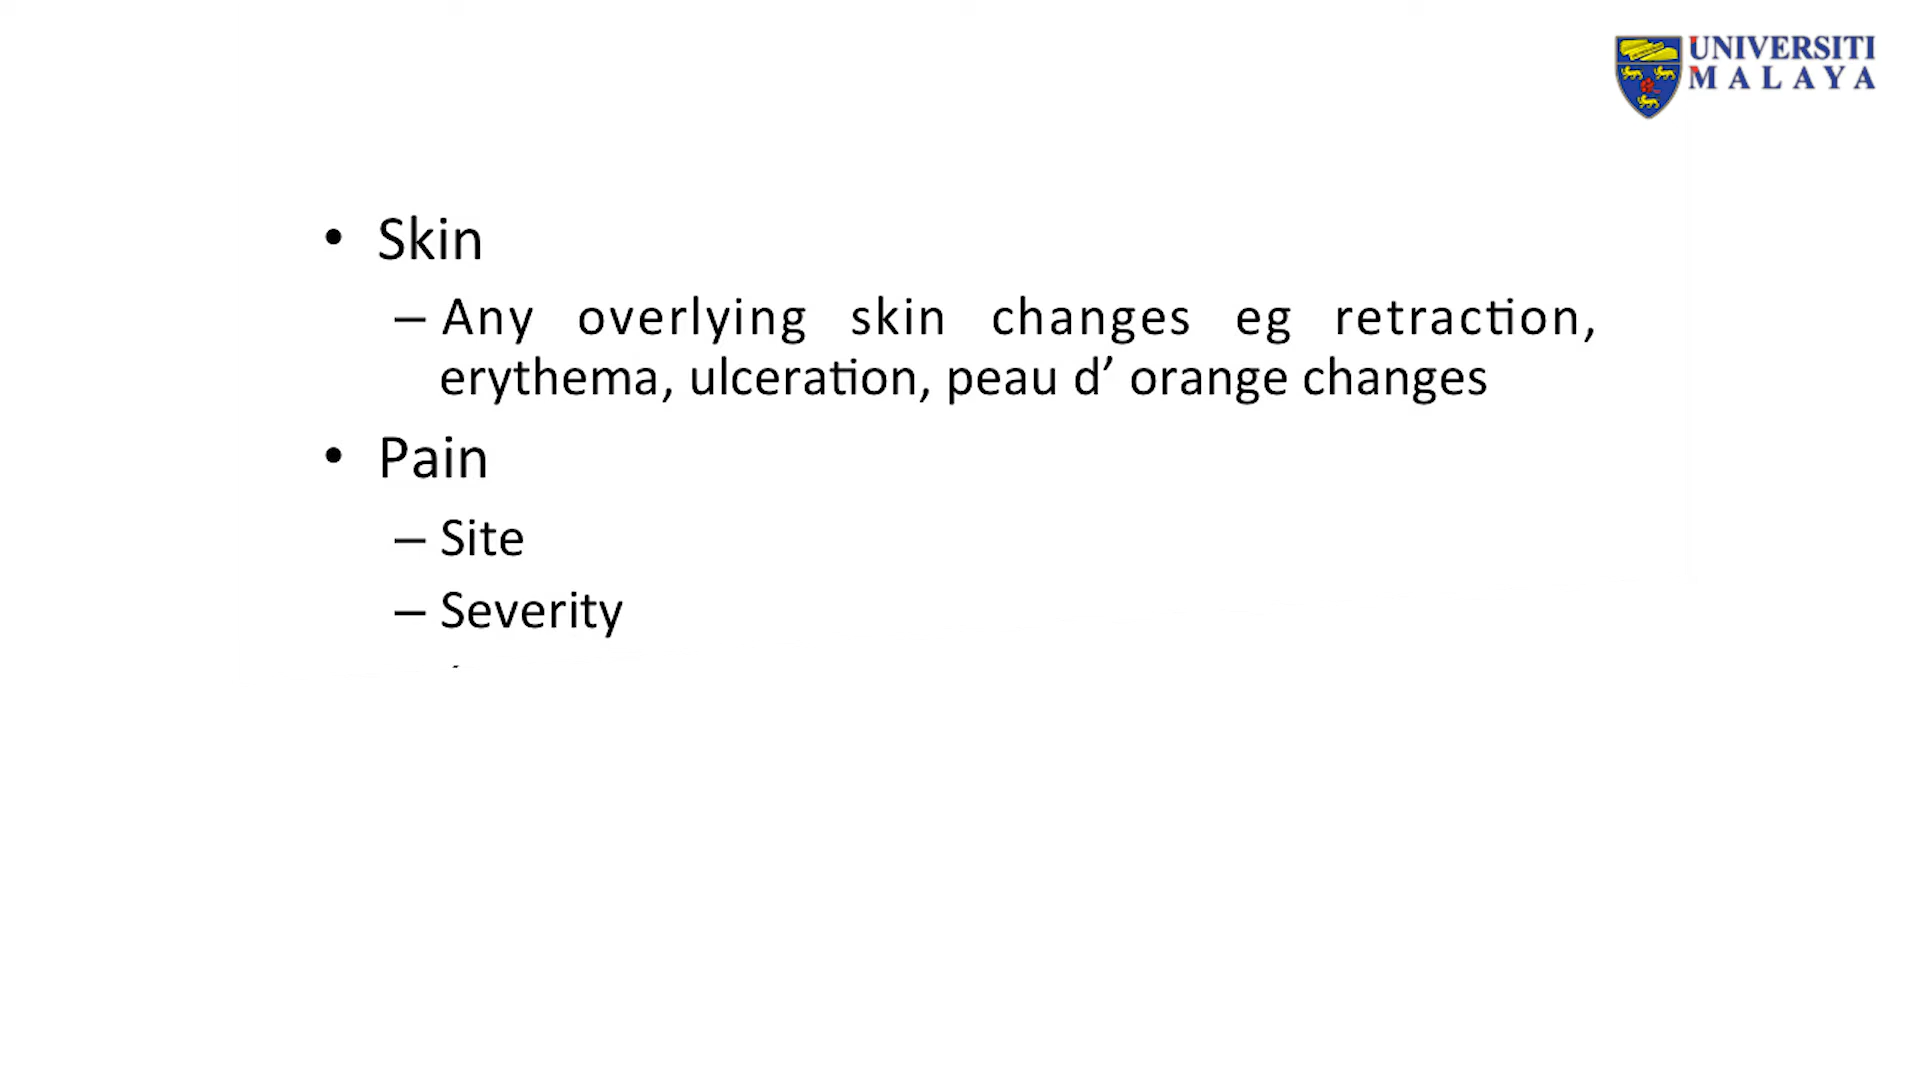 UNIVERSITI
MALAYA
• Skin
– Any overlying skin changes eg retraction,
erythema, ulceration, peau d’ orange changes
• Pain
– Site
– Severity